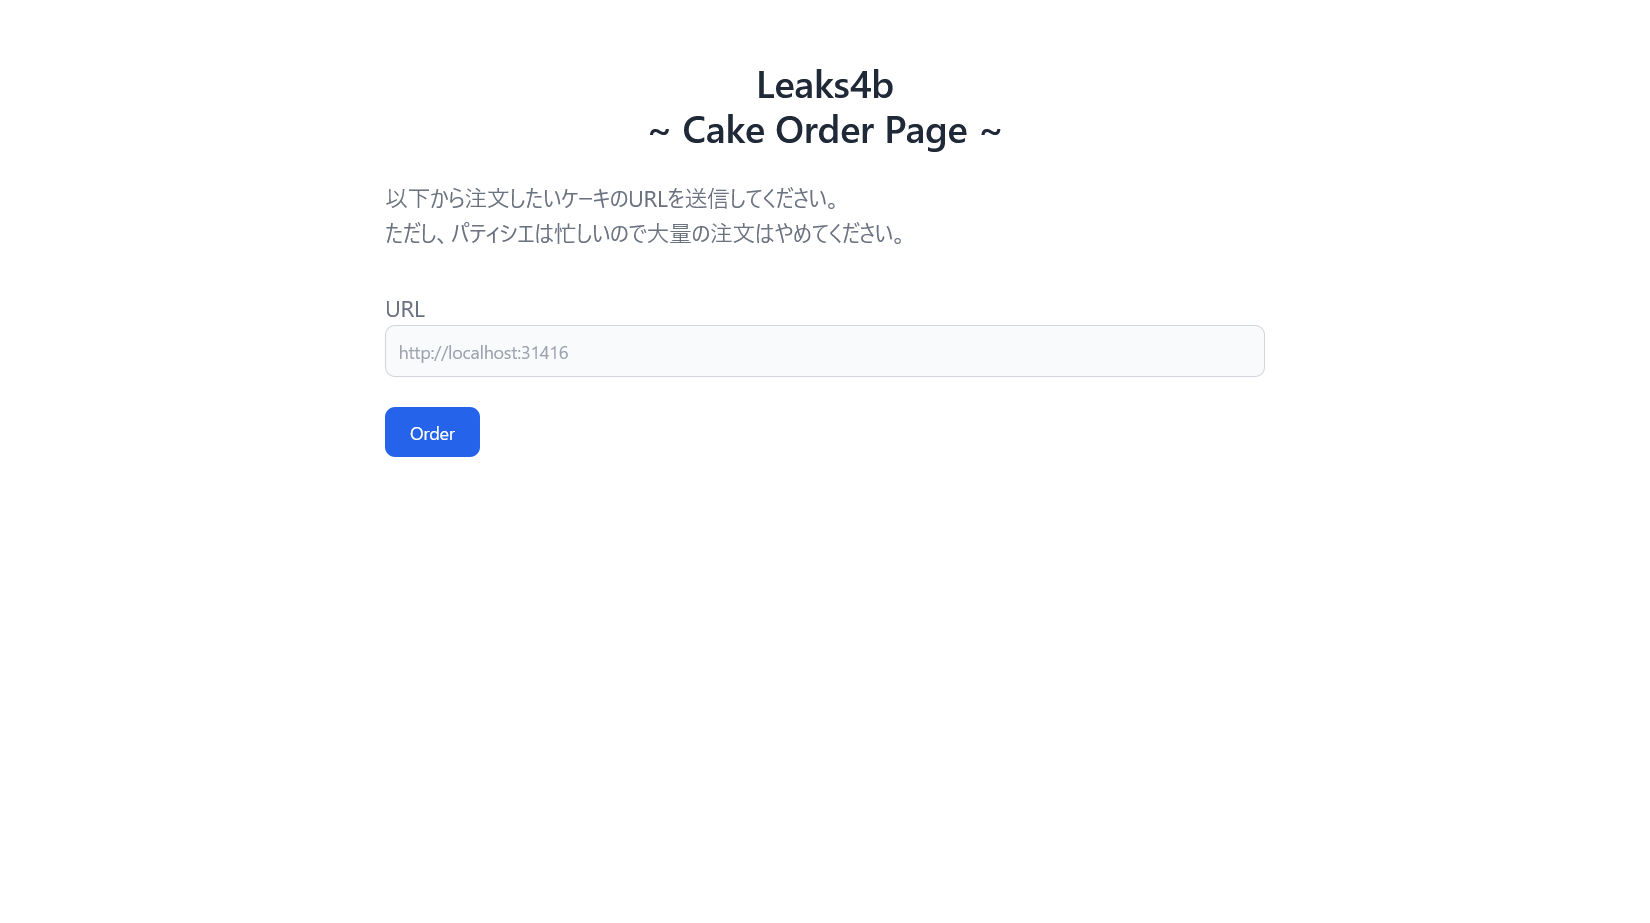 Leaks4b
~ Cake Order Page ~
以下から注文したいケーキのURLを送信してください。
ただし、パティシエは忙しいので大量の注文はやめてください。
URL
http://localhost:31416
Order